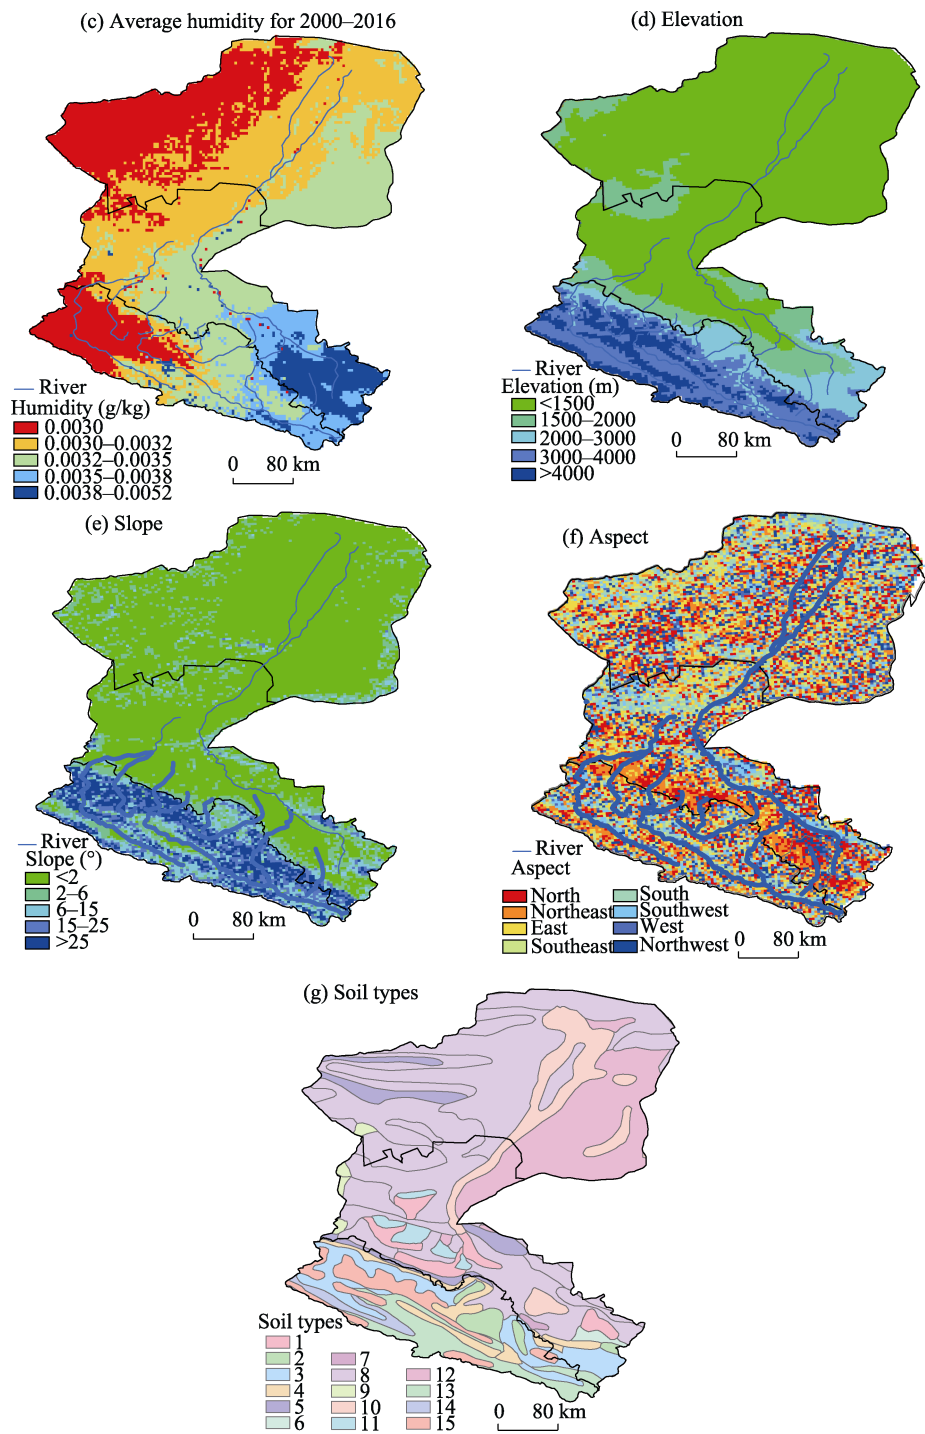 (c) Average humidity for 2000–2016
River
Humidity (g/kg)
0.0030
0.0030–0.0032
0.0032–0.0035
0.0035–0.0038
0.0038–0.0052
0 80 km
(d) Elevation
River
Elevation (m)
<1500
1500–2000
2000–3000
3000–4000
>4000
0 80 km
(e) Slope
River
Slope (°)
<2
2–6
6–15
15–25
>25
0 80 km
(f) Aspect
River
Aspect
North
Northeast
East
Southeast
South
Southwest
West
Northwest
0 80 km
(g) Soil types
Soil types
1
2
3
4
5
6
7
8
9
10
11
12
13
14
15
0 80 km